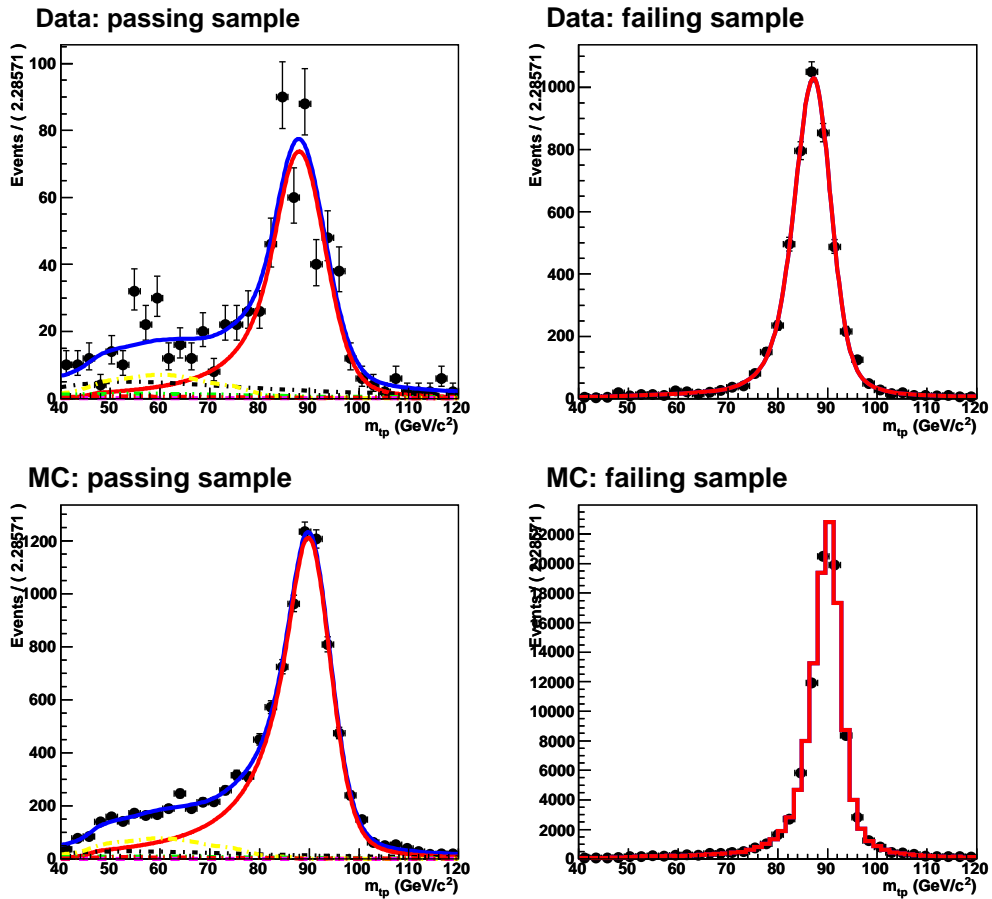 Data: passing sample
Events / ( 2.28571 )
100
80
60
40
20
0
40 50 60 70 80 90 100 110 120
m_tp (GeV/c²)
Data: failing sample
Events / ( 2.28571 )
1000
800
600
400
200
0
40 50 60 70 80 90 100 110 120
m_tp (GeV/c²)
MC: passing sample
Events / ( 2.28571 )
1200
1000
800
600
400
200
0
40 50 60 70 80 90 100 110 120
m_tp (GeV/c²)
MC: failing sample
Events / ( 2.28571 )
22000
20000
18000
16000
14000
12000
10000
8000
6000
4000
2000
0
40 50 60 70 80 90 100 110 120
m_tp (GeV/c²)